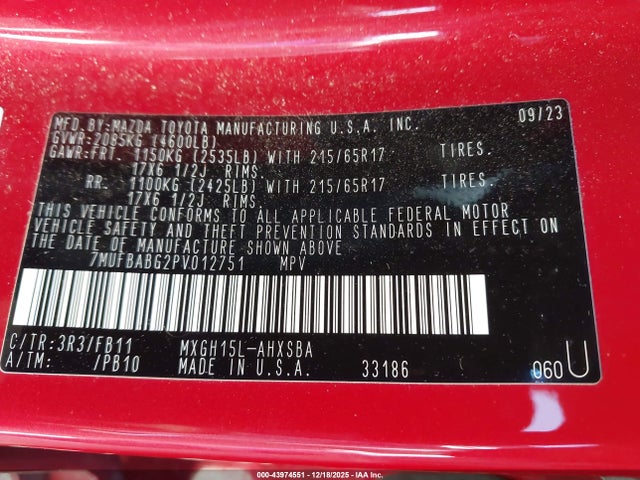 MFD.BY:MAZDA TOYOTA MANUFACTURING U.S.A. INC. 09/23
GVWR:2085KG (4600LB)
GAWR:FRT 1150KG (2535LB) WITH 215/65R17
17X6 1/2J RIMS.
RR. 1100KG (2425LB) WITH 215/65R17
17X6 1/2J RIMS.
THIS VEHICLE CONFORMS TO ALL APPLICABLE FEDERAL MOTOR
VEHICLE SAFETY AND THEFT PREVENTION STANDARDS IN EFFECT ON
THE DATE OF MANUFACTURE SHOWN ABOVE.
7MUFBABG2PV012751 MPV
C/TR:3R3/FB11 MXGH15L-AHXSBA
A/TM: /PB10 MADE IN U.S.A. 33186 060 U
000-43974551 - 12/18/2025 - IAA Inc.